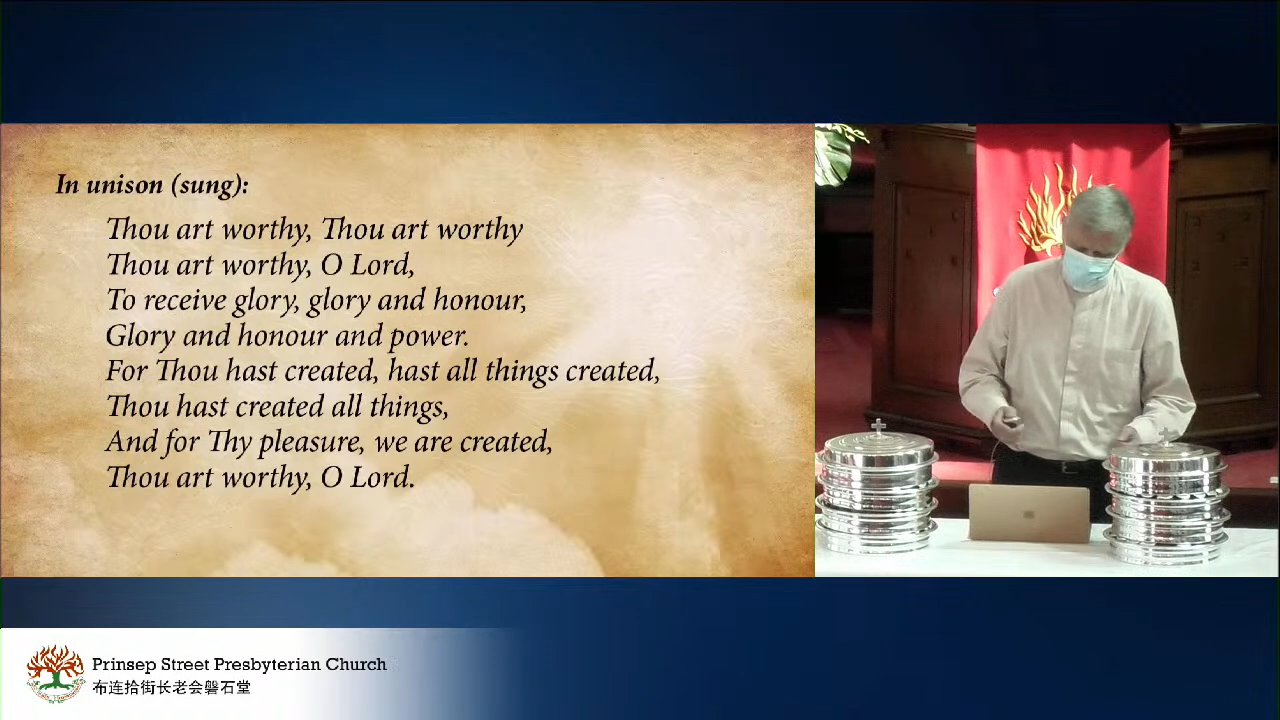 In unison (sung):
Thou art worthy, Thou art worthy
Thou art worthy, O Lord,
To receive glory, glory and honour,
Glory and honour and power.
For Thou hast created, hast all things created,
Thou hast created all things,
And for Thy pleasure, we are created,
Thou art worthy, O Lord.
Prinsep Street Presbyterian Church
布连拾街长老会磐石堂